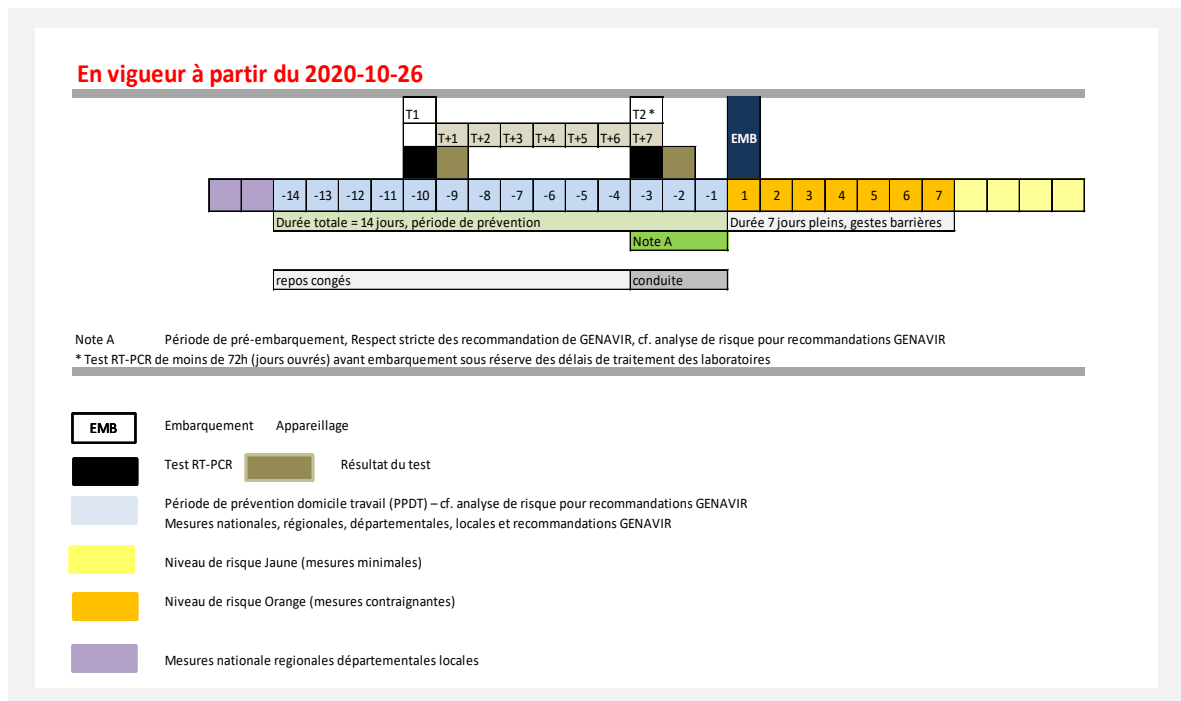 En vigueur à partir du 2020-10-26
T1 T2 *
T+1 T+2 T+3 T+4 T+5 T+6 T+7 EMB
-14 -13 -12 -11 -10 -9 -8 -7 -6 -5 -4 -3 -2 -1 1 2 3 4 5 6 7
Durée totale = 14 jours, période de prévention Durée 7 jours pleins, gestes barrières
Note A
repos congés conduite
Note A Période de pré-embarquement, Respect stricte des recommandation de GENAVIR, cf. analyse de risque pour recommandations GENAVIR
* Test RT-PCR de moins de 72h (jours ouvrés) avant embarquement sous réserve des délais de traitement des laboratoires
EMB Embarquement Appareillage
Test RT-PCR Résultat du test
Période de prévention domicile travail (PPDT) – cf. analyse de risque pour recommandations GENAVIR
Mesures nationales, régionales, départementales, locales et recommandations GENAVIR
Niveau de risque Jaune (mesures minimales)
Niveau de risque Orange (mesures contraignantes)
Mesures nationale regionales départementales locales